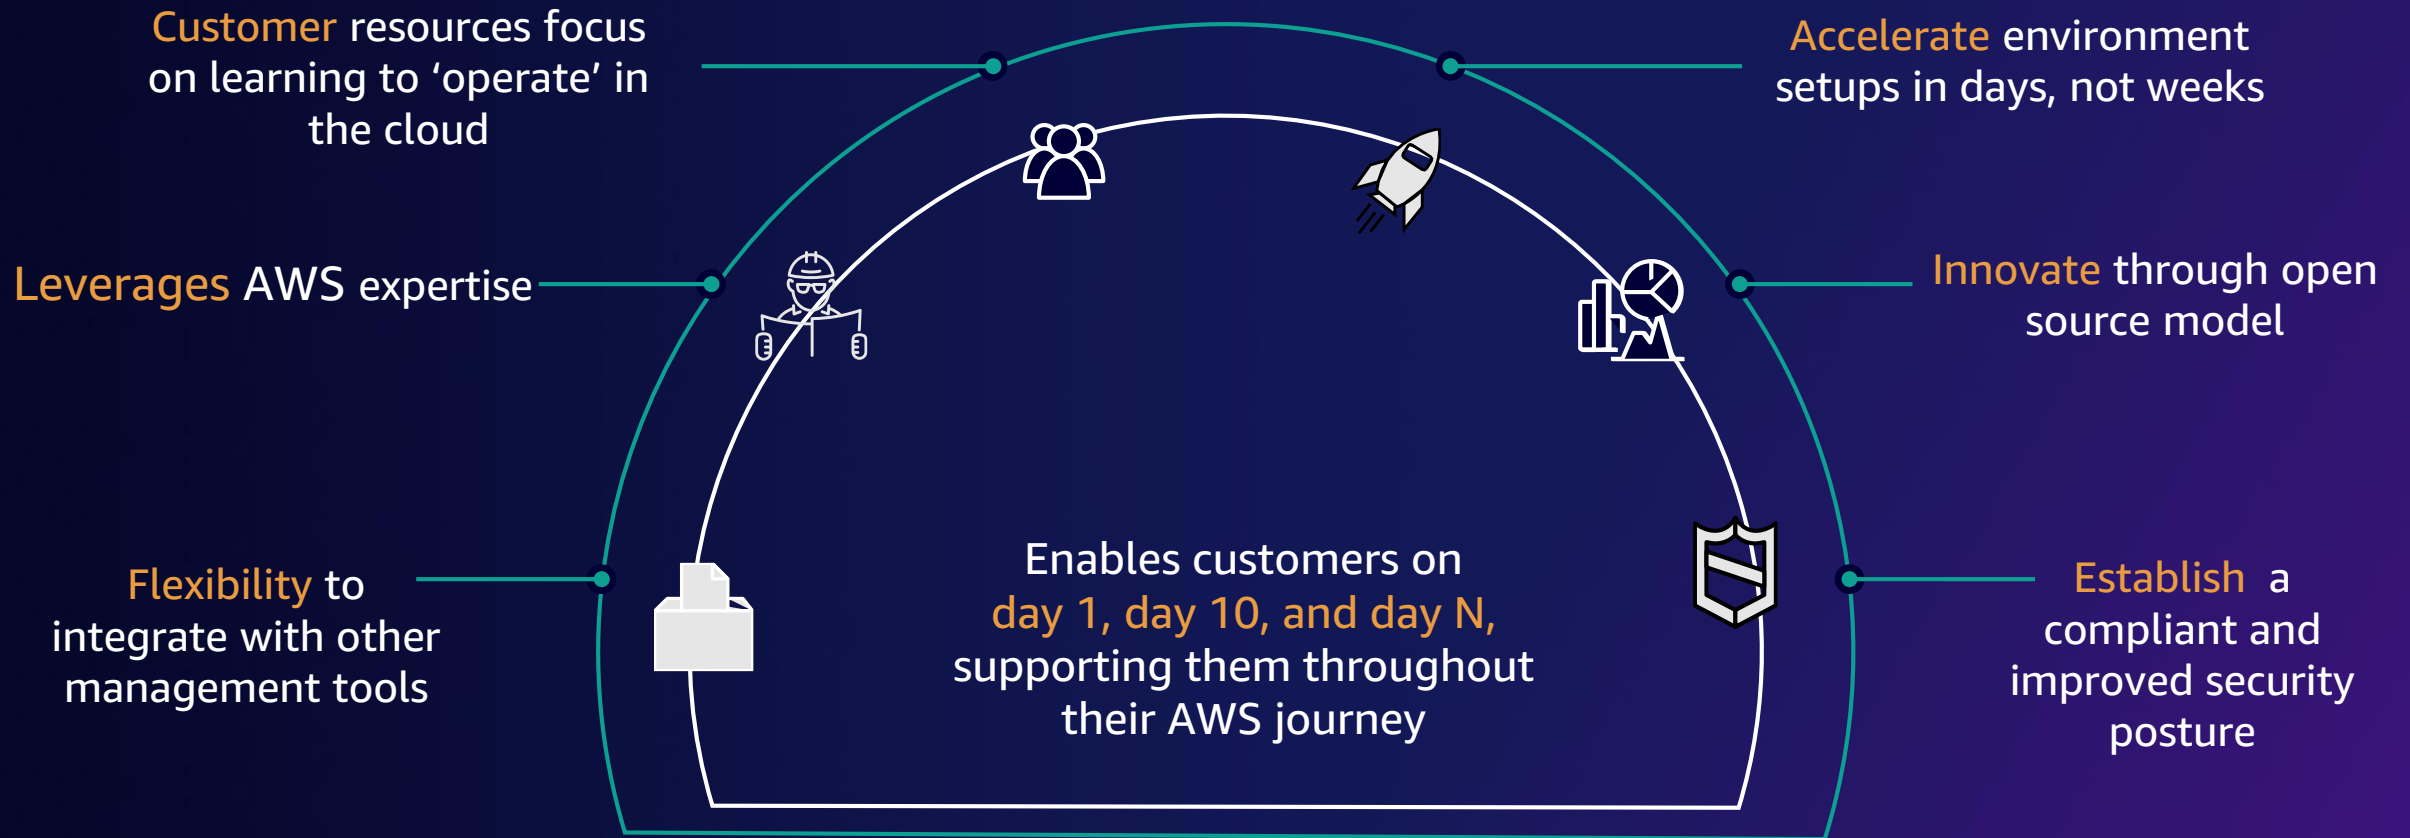 Customer resources focus
on learning to ‘operate’ in
the cloud
Leverages AWS expertise
Flexibility to
integrate with other
management tools
Enables customers on
day 1, day 10, and day N,
supporting them throughout
their AWS journey
Accelerate environment
setups in days, not weeks
Innovate through open
source model
Establish a
compliant and
improved security
posture